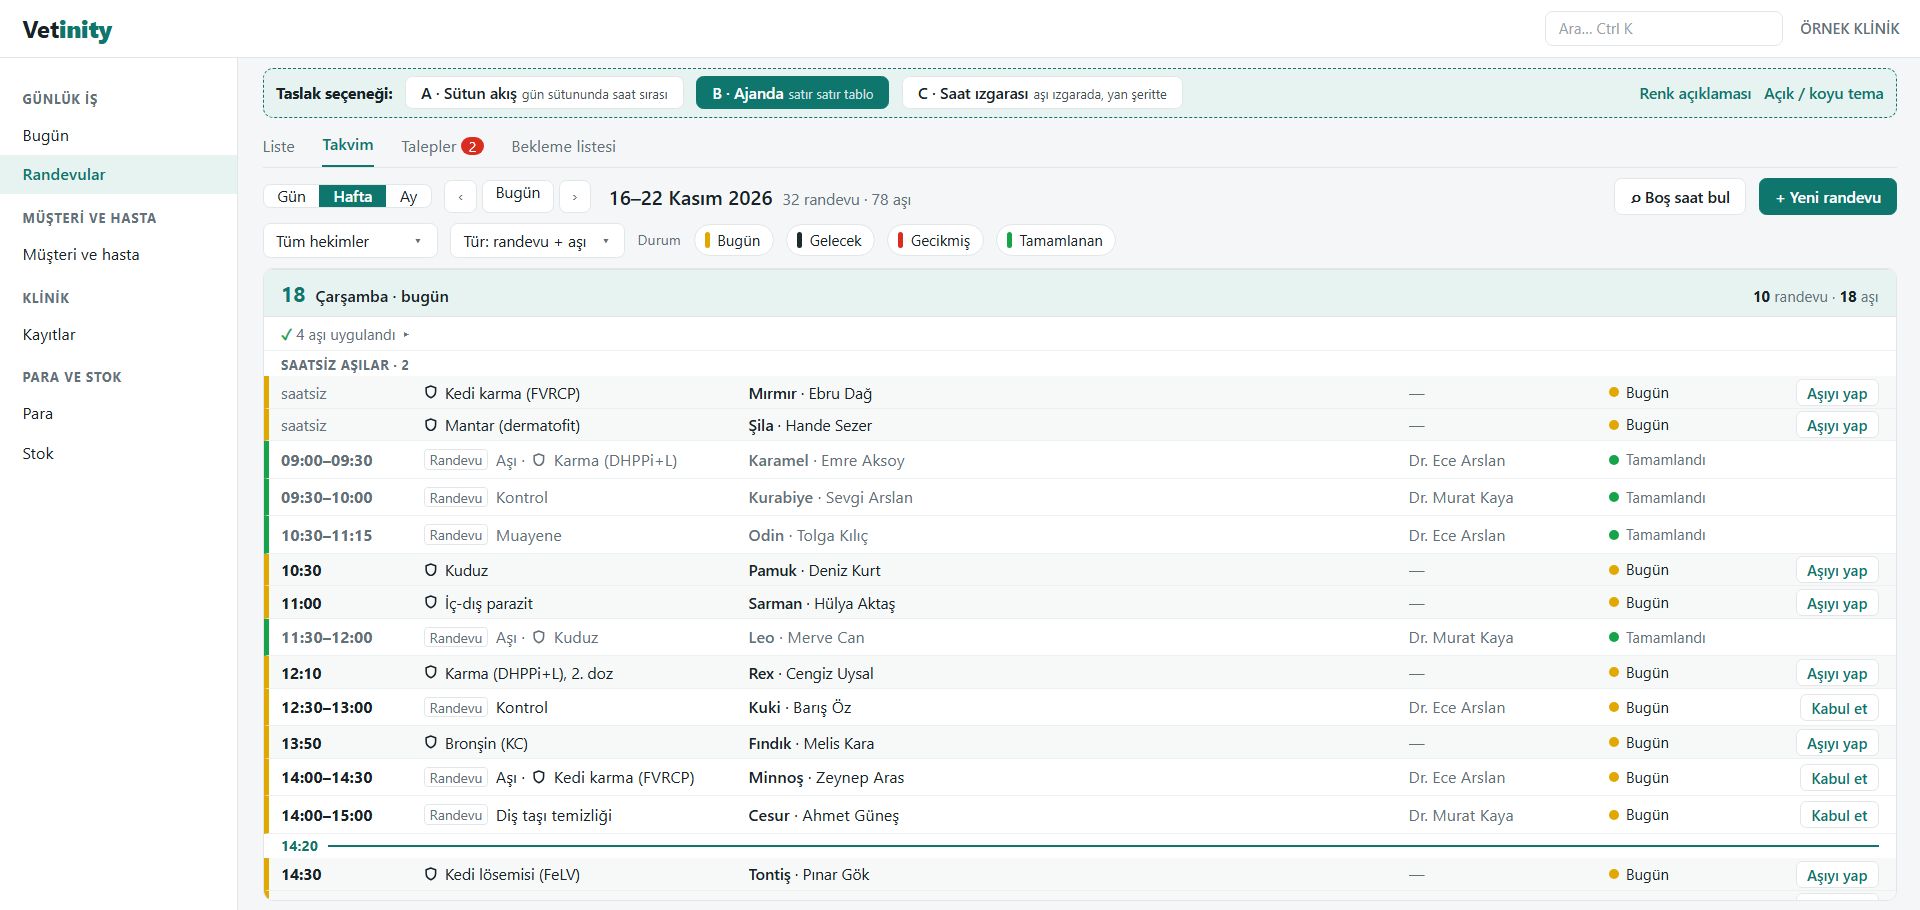 Vetinity
Ara... Ctrl K
ÖRNEK KLİNİK
GÜNLÜK İŞ
Bugün
Randevular
MÜŞTERİ VE HASTA
Müşteri ve hasta
KLİNİK
Kayıtlar
PARA VE STOK
Para
Stok
Taslak seçeneği: A · Sütun akış gün sütununda saat sırası B · Ajanda satır satır tablo C · Saat ızgarası aşı ızgarada, yan şeritte Renk açıklaması Açık / koyu tema
Liste Takvim Talepler 2 Bekleme listesi
Gün Hafta Ay ‹ Bugün › 16–22 Kasım 2026 32 randevu · 78 aşı Boş saat bul + Yeni randevu
Tüm hekimler Tür: randevu + aşı Durum Bugün Gelecek Gecikmiş Tamamlanan
18 Çarşamba · bugün 10 randevu · 18 aşı
✓ 4 aşı uygulandı ▸
SAATSİZ AŞILAR · 2
saatsiz Kedi karma (FVRCP) Mırmır · Ebru Dağ — Bugün Aşıyı yap
saatsiz Mantar (dermatofit) Şila · Hande Sezer — Bugün Aşıyı yap
09:00–09:30 Randevu Aşı · Karma (DHPPi+L) Karamel · Emre Aksoy Dr. Ece Arslan Tamamlandı
09:30–10:00 Randevu Kontrol Kurabiye · Sevgi Arslan Dr. Murat Kaya Tamamlandı
10:30–11:15 Randevu Muayene Odin · Tolga Kılıç Dr. Ece Arslan Tamamlandı
10:30 Kuduz Pamuk · Deniz Kurt — Bugün Aşıyı yap
11:00 İç-dış parazit Sarman · Hülya Aktaş — Bugün Aşıyı yap
11:30–12:00 Randevu Aşı · Kuduz Leo · Merve Can Dr. Murat Kaya Tamamlandı
12:10 Karma (DHPPi+L), 2. doz Rex · Cengiz Uysal — Bugün Aşıyı yap
12:30–13:00 Randevu Kontrol Kuki · Barış Öz Dr. Ece Arslan Bugün Kabul et
13:50 Bronşin (KC) Fındık · Melis Kara — Bugün Aşıyı yap
14:00–14:30 Randevu Aşı · Kedi karma (FVRCP) Minnoş · Zeynep Aras Dr. Ece Arslan Bugün Kabul et
14:00–15:00 Randevu Diş taşı temizliği Cesur · Ahmet Güneş Dr. Murat Kaya Bugün Kabul et
14:20
14:30 Kedi lösemisi (FeLV) Tontiş · Pınar Gök — Bugün Aşıyı yap